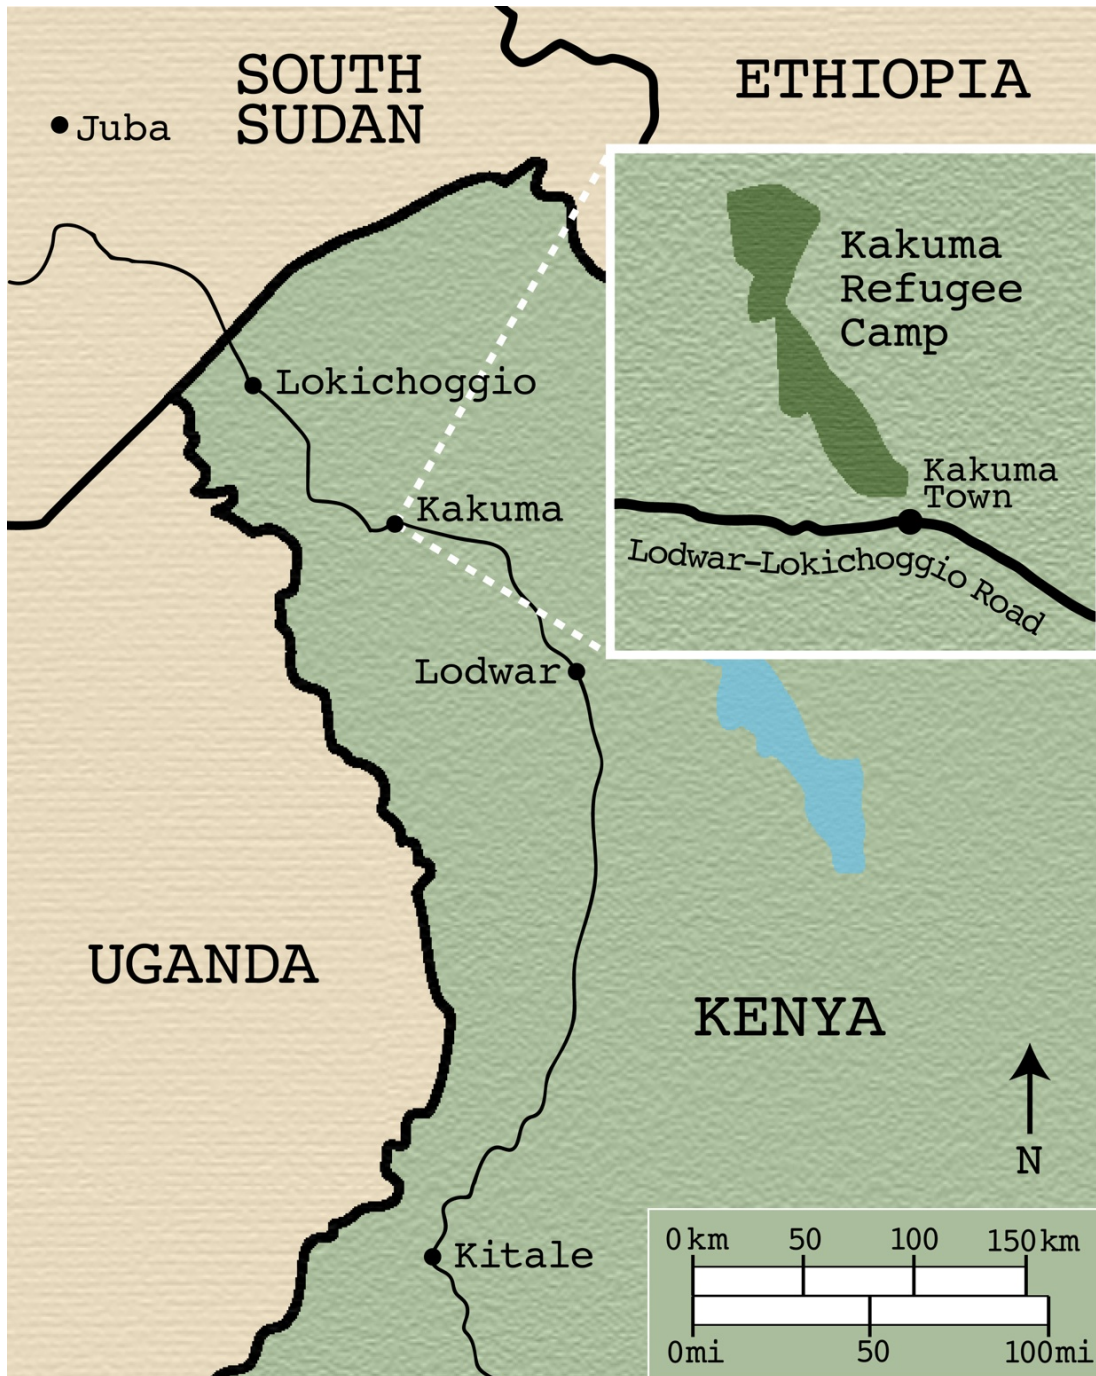 SOUTH
SUDAN
ETHIOPIA
Juba
Kakuma
Refugee
Camp
Lokichoggio
Kakuma
Town
Kakuma
Lodwar-Lokichoggio Road
Lodwar
UGANDA
KENYA
N
Kitale
0km 50 100 150km
0mi 50 100mi